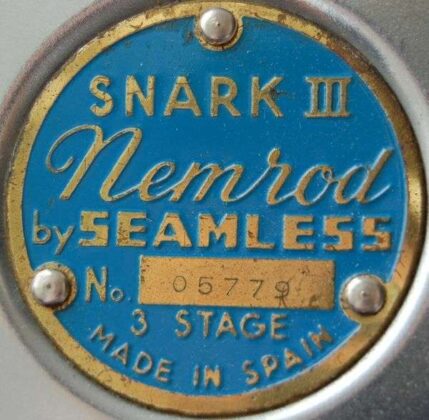 SNARK III
Nemrod
by SEAMLESS
No. 05779
3 STAGE
MADE IN SPAIN